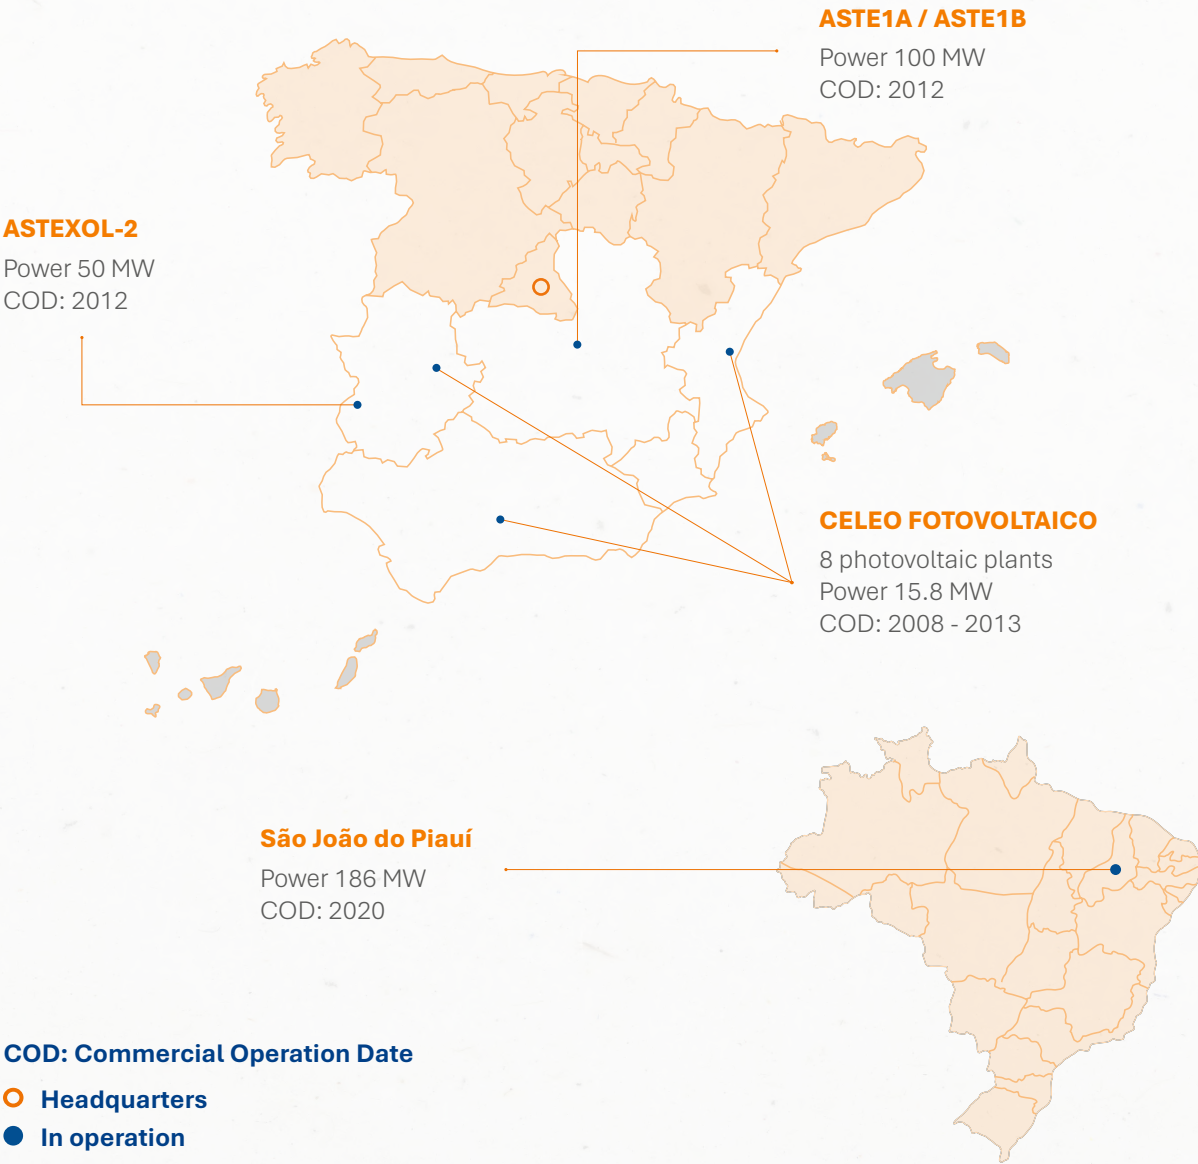 ASTE1A / ASTE1B
Power 100 MW
COD: 2012
ASTEXOL-2
Power 50 MW
COD: 2012
CELEO FOTOVOLTAICO
8 photovoltaic plants
Power 15.8 MW
COD: 2008 - 2013
São João do Piauí
Power 186 MW
COD: 2020
COD: Commercial Operation Date
Headquarters
In operation